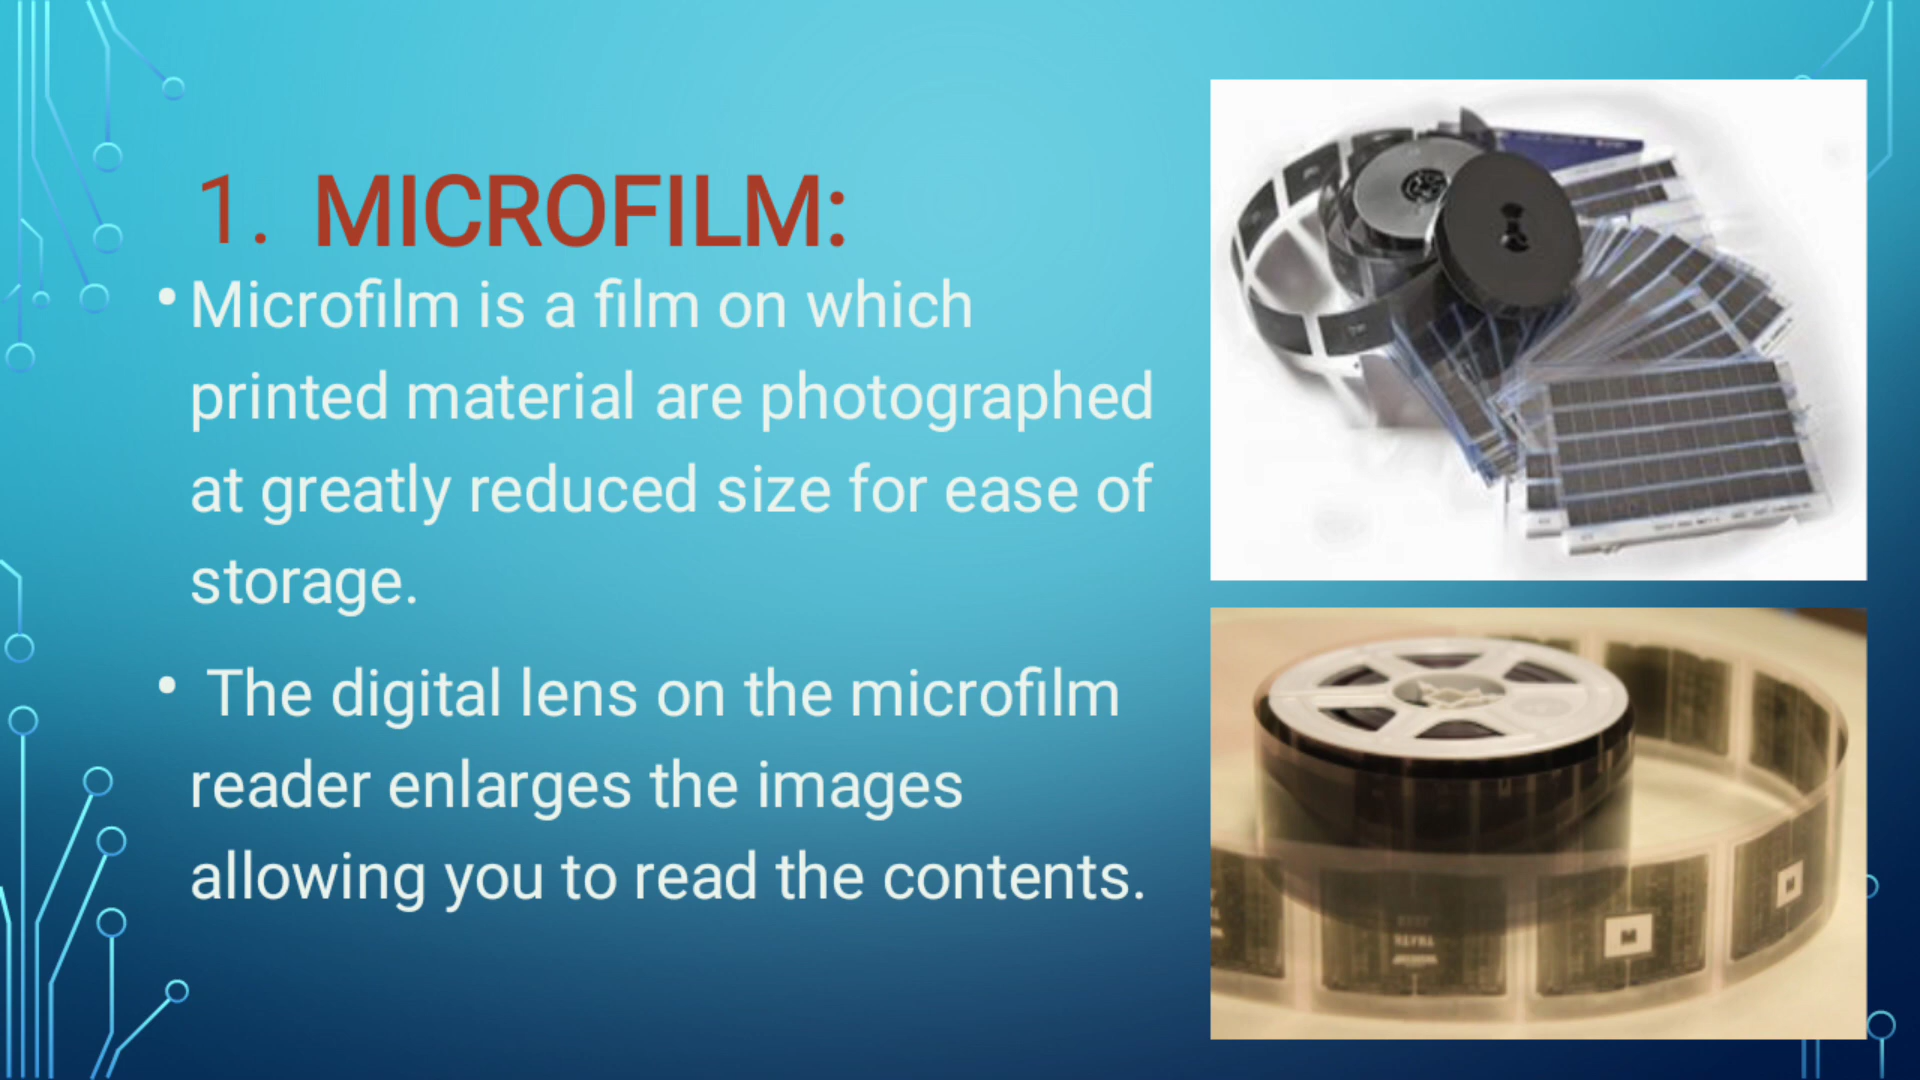 1. MICROFILM:
• Microfilm is a film on which
printed material are photographed
at greatly reduced size for ease of
storage.
• The digital lens on the microfilm
reader enlarges the images
allowing you to read the contents.